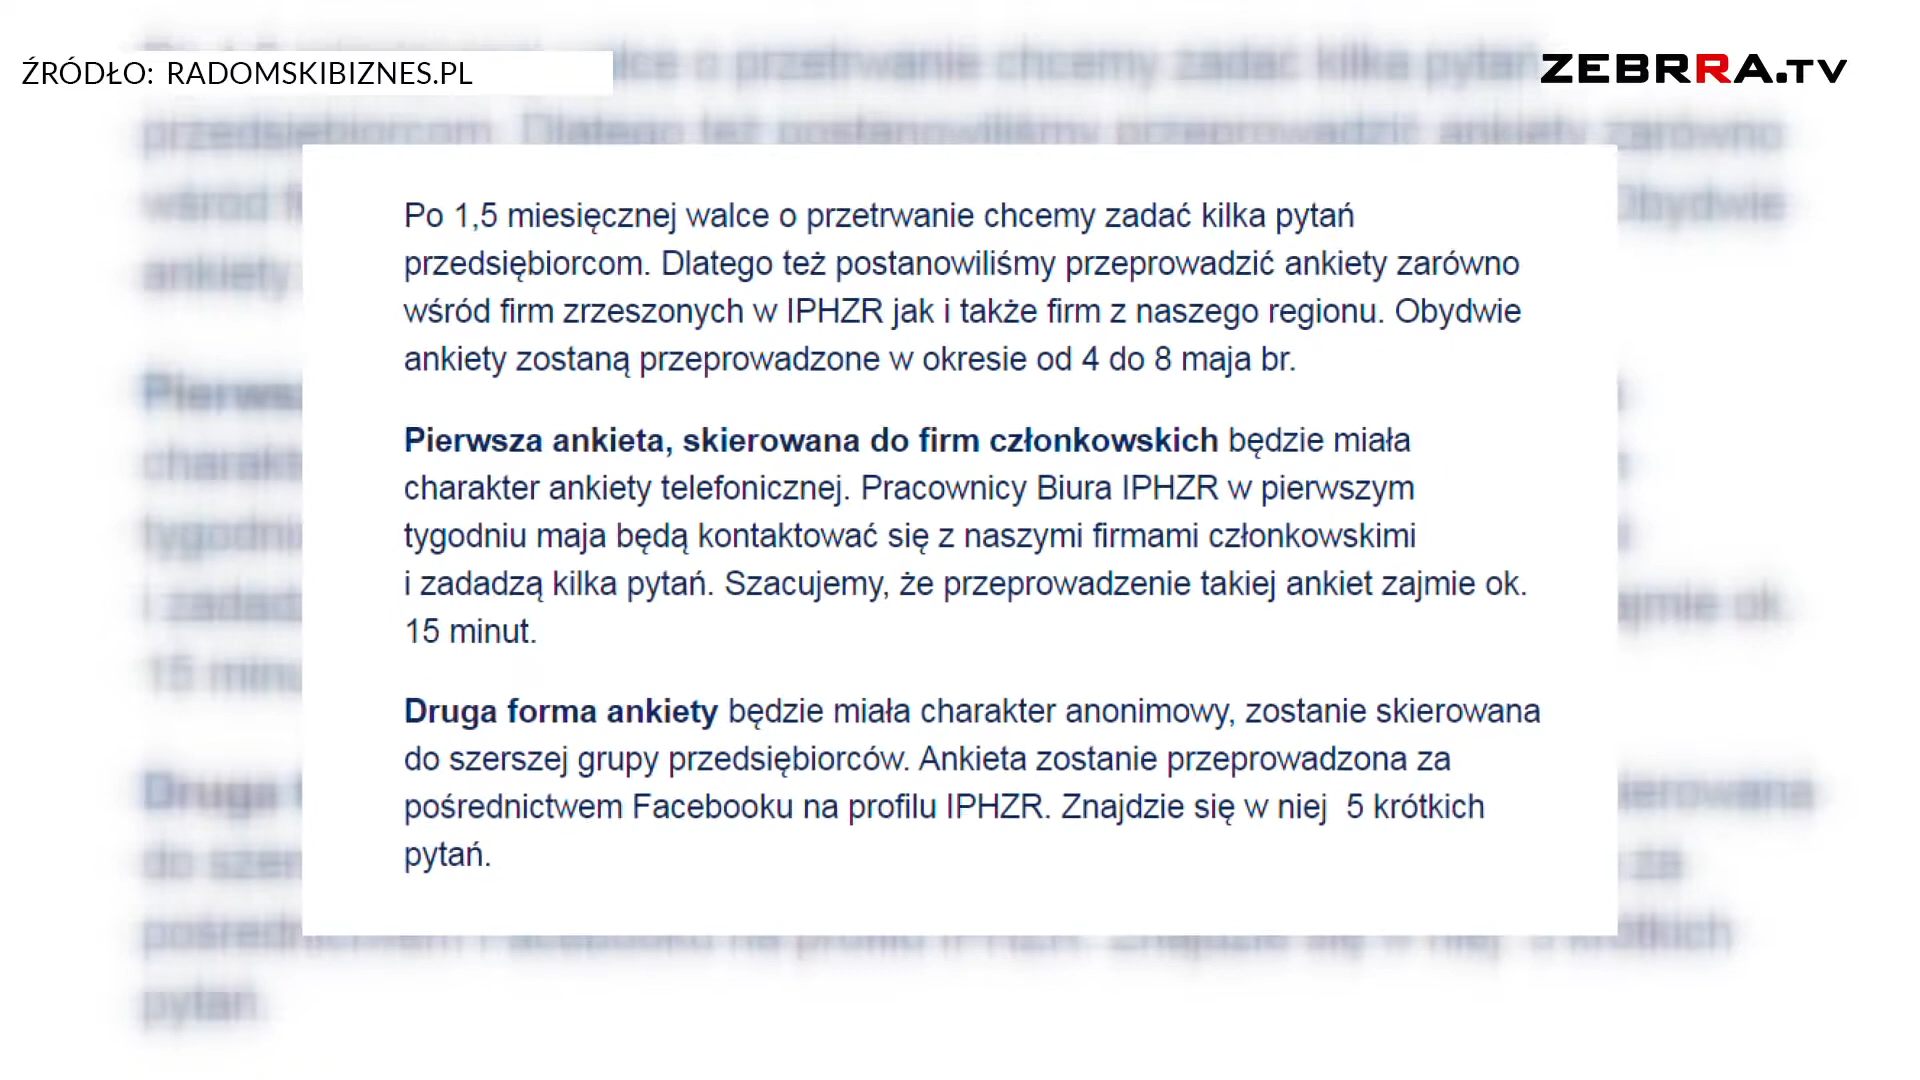 ŹRÓDŁO: RADOMSKIBIZNES.PL
ZEBRRA.TV
Po 1,5 miesięcznej walce o przetrwanie chcemy zadać kilka pytań
przedsiębiorcom. Dlatego też postanowiliśmy przeprowadzić ankiety zarówno
wśród firm zrzeszonych w IPHZR jak i także firm z naszego regionu. Obydwie
ankiety zostaną przeprowadzone w okresie od 4 do 8 maja br.
Pierwsza ankieta, skierowana do firm członkowskich będzie miała
charakter ankiety telefonicznej. Pracownicy Biura IPHZR w pierwszym
tygodniu maja będą kontaktować się z naszymi firmami członkowskimi
i zadadzą kilka pytań. Szacujemy, że przeprowadzenie takiej ankiet zajmie ok.
15 minut.
Druga forma ankiety będzie miała charakter anonimowy, zostanie skierowana
do szerszej grupy przedsiębiorców. Ankieta zostanie przeprowadzona za
pośrednictwem Facebooku na profilu IPHZR. Znajdzie się w niej  5 krótkich
pytań.